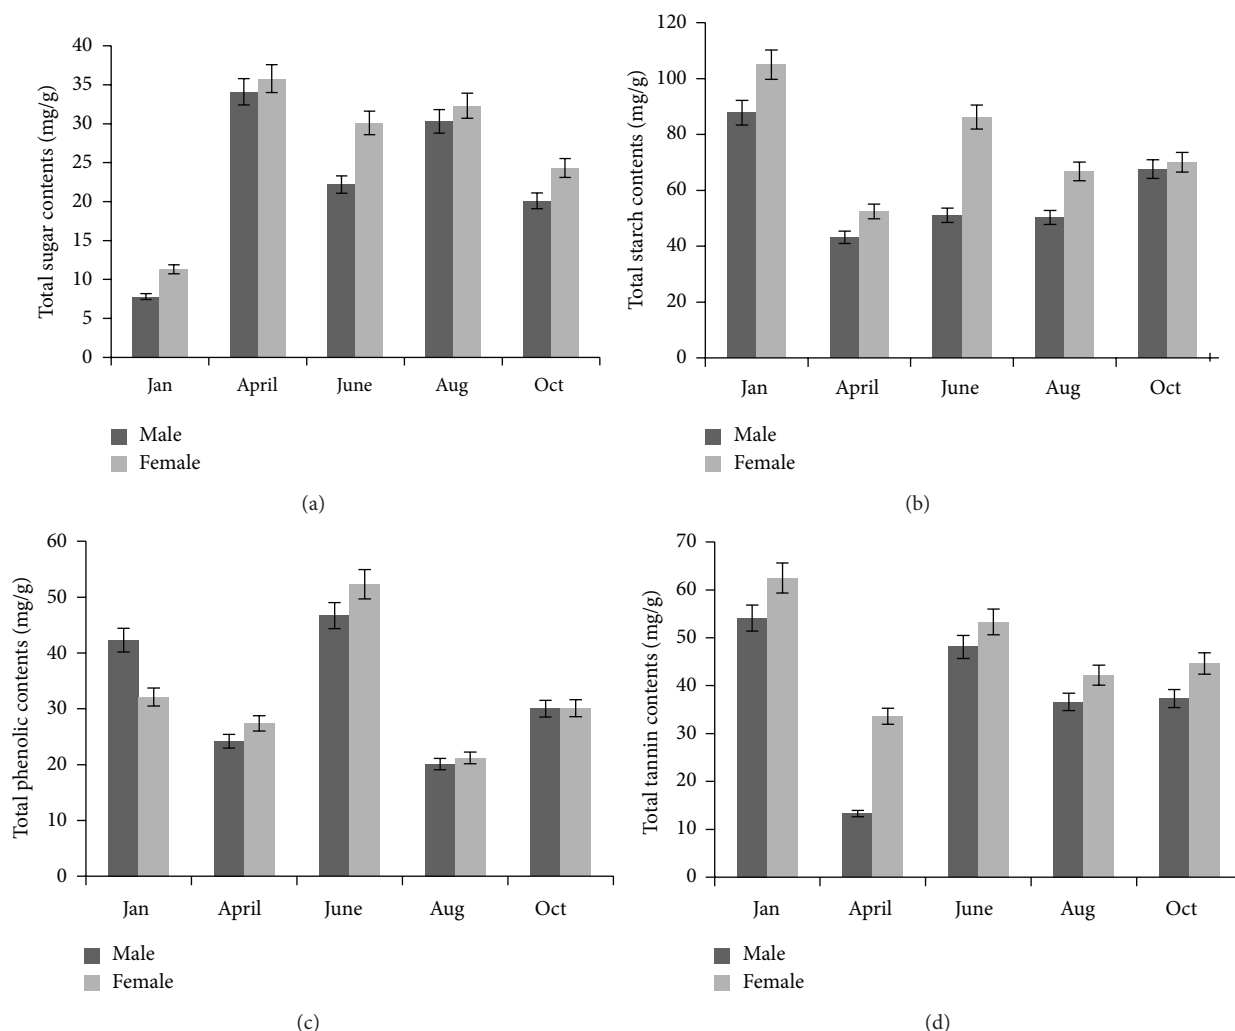 Total sugar contents (mg/g)
40
35
30
25
20
15
10
5
0
Jan April June Aug Oct
Male
Female
(a)
Total starch contents (mg/g)
120
100
80
60
40
20
0
Jan April June Aug Oct
Male
Female
(b)
Total phenolic contents (mg/g)
60
50
40
30
20
10
0
Jan April June Aug Oct
Male
Female
(c)
Total tannin contents (mg/g)
70
60
50
40
30
20
10
0
Jan April June Aug Oct
Male
Female
(d)